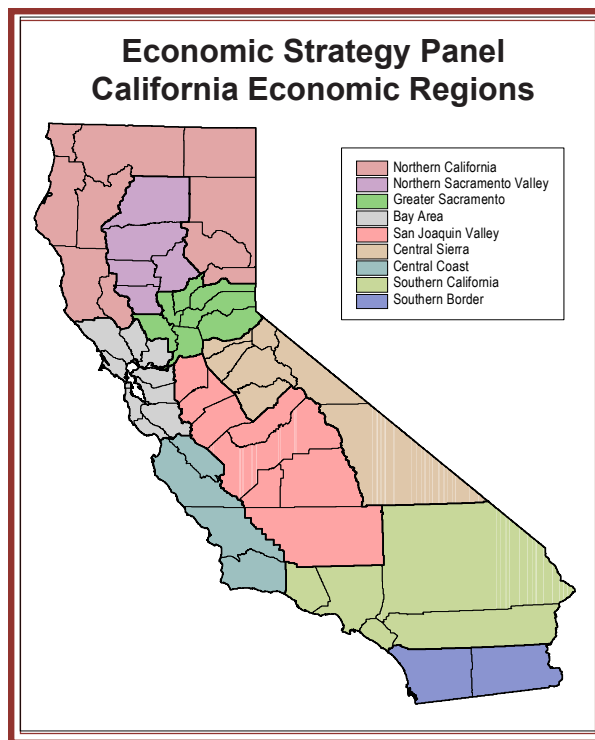 Economic Strategy Panel
California Economic Regions
Northern California
Northern Sacramento Valley
Greater Sacramento
Bay Area
San Joaquin Valley
Central Sierra
Central Coast
Southern California
Southern Border